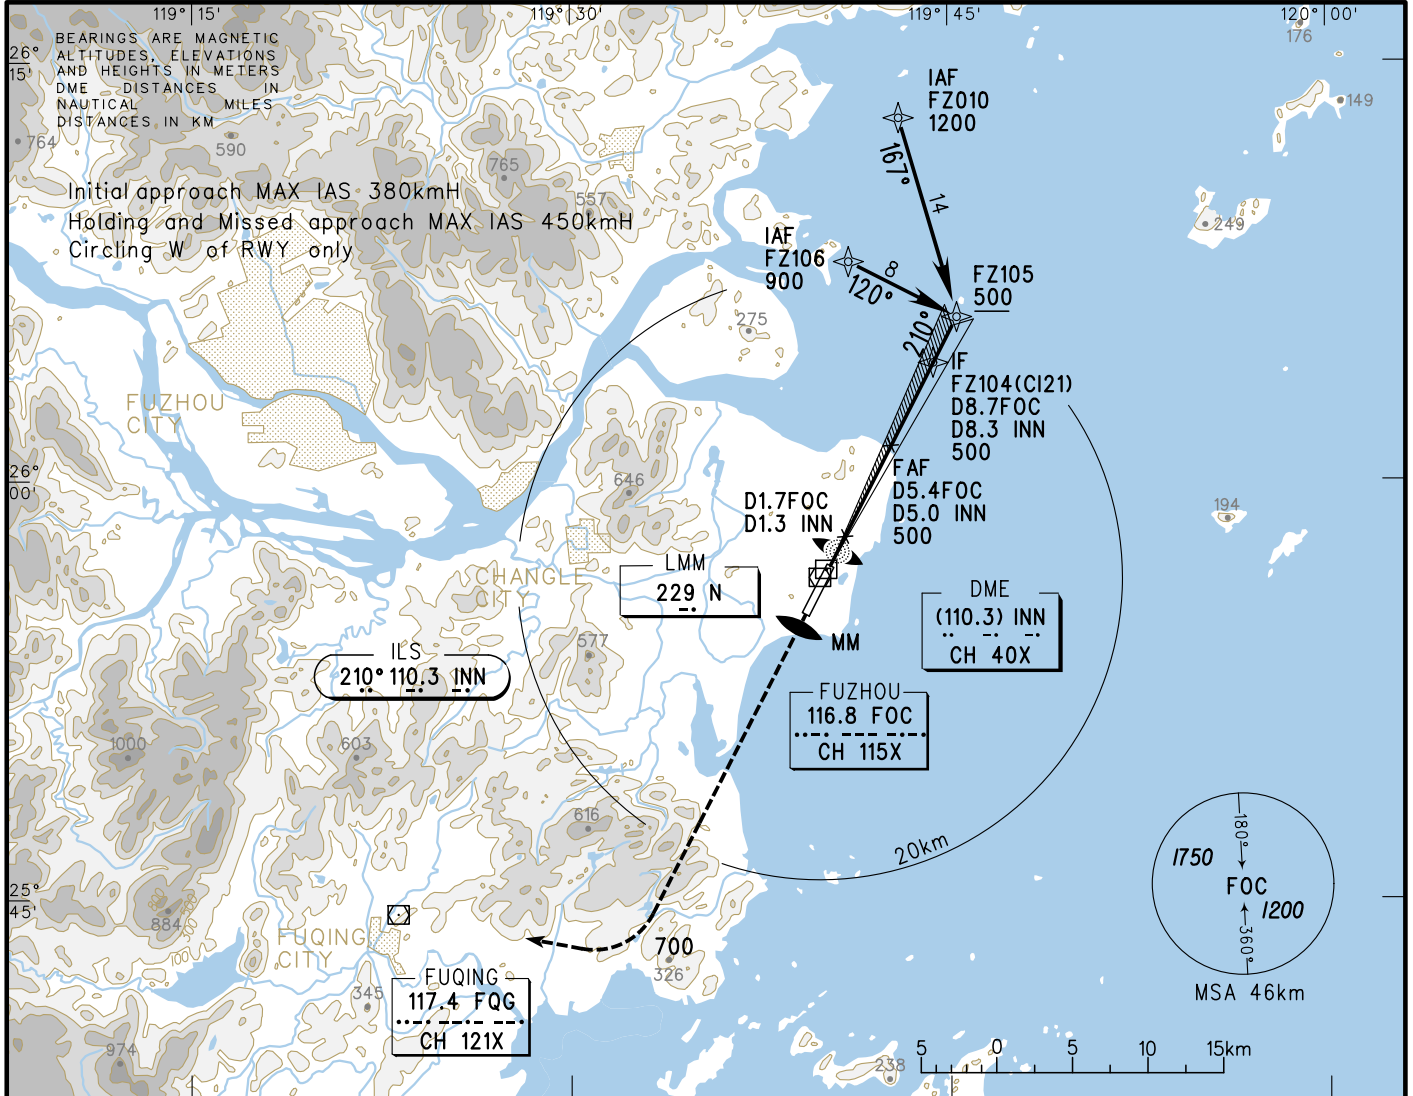 119° 15'
119° 30'
119° 45'
120° 00'
26°
15'
BEARINGS ARE MAGNETIC
ALTITUDES, ELEVATIONS
AND HEIGHTS IN METERS
DME DISTANCES IN
NAUTICAL MILES
DISTANCES IN KM
764
590
765
557
176
149
249
Initial approach MAX IAS 380kmH
Holding and Missed approach MAX IAS 450kmH
Circling W of RWY only
IAF
FZ010
1200
167°
14
IAF
FZ106
900
8
120°
FZ105
500
210°
275
IF
FZ104(CI21)
D8.7FOC
D8.3 INN
500
FUZHOU
CITY
26°
00'
646
FAF
D5.4FOC
D5.0 INN
500
D1.7FOC
D1.3 INN
194
CHANGLE
CITY
LMM
229 N
DME
(110.3) INN
CH 40X
MM
577
ILS
210° 110.3 INN
FUZHOU
116.8 FOC
CH 115X
1000
603
616
20km
180°
1750
FOC
1200
360°
MSA 46km
25°
45'
884
900
800
100
FUQING
CITY
700
326
345
FUQING
117.4 FQG
CH 121X
974
238
5 0 5 10 15km